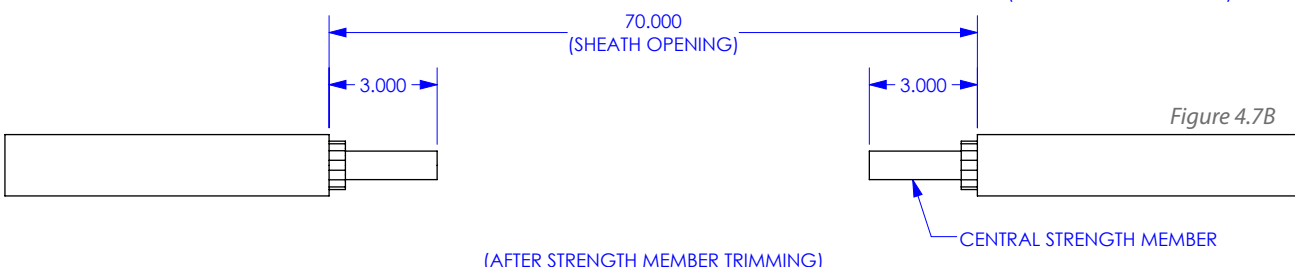 70.000
(SHEATH OPENING)
3.000
3.000
Figure 4.7B
CENTRAL STRENGTH MEMBER
(AFTER STRENGTH MEMBER TRIMMING)